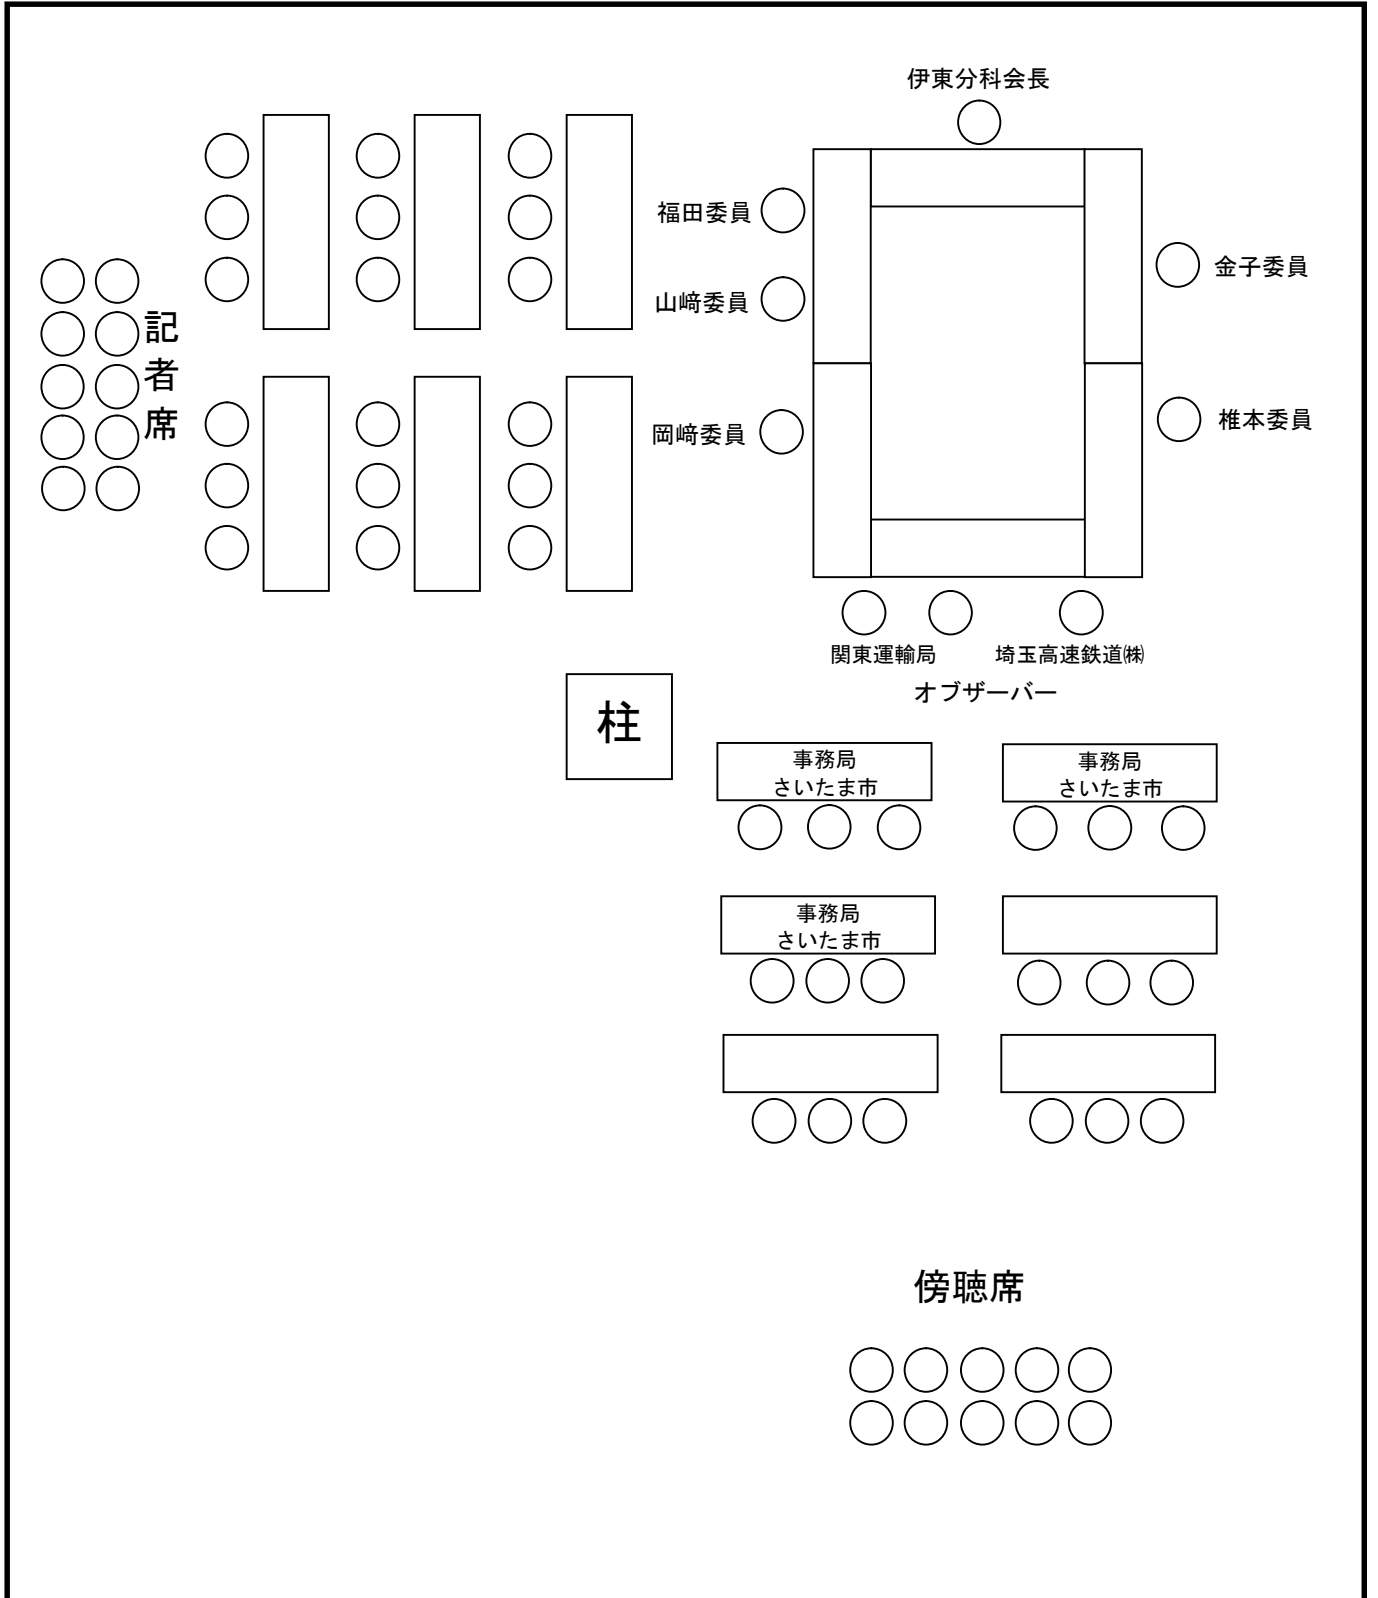 伊東分科会長
福田委員
金子委員
山﨑委員
記者席
岡﨑委員
椎本委員
関東運輸局
埼玉高速鉄道㈱
オブザーバー
柱
事務局
さいたま市
事務局
さいたま市
事務局
さいたま市
傍聴席